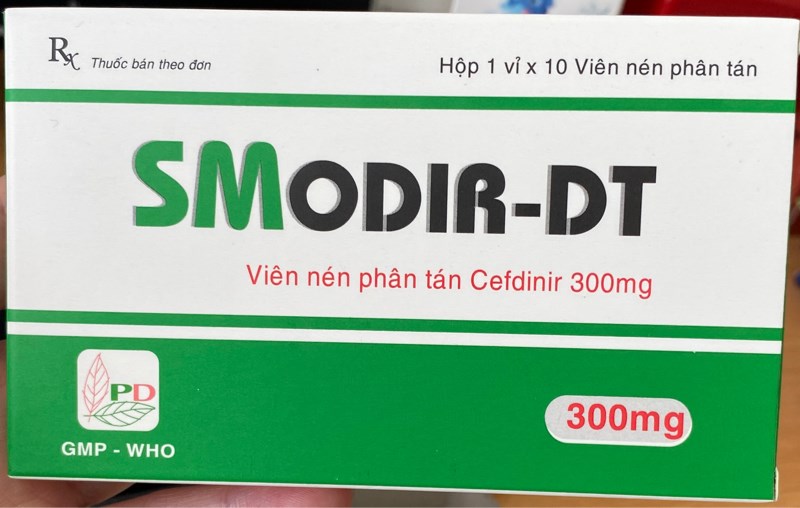 Rx Thuốc bán theo đơn
Hộp 1 vỉ x 10 Viên nén phân tán
SMODIR-DT
Viên nén phân tán Cefdinir 300mg
PD
GMP - WHO
300mg